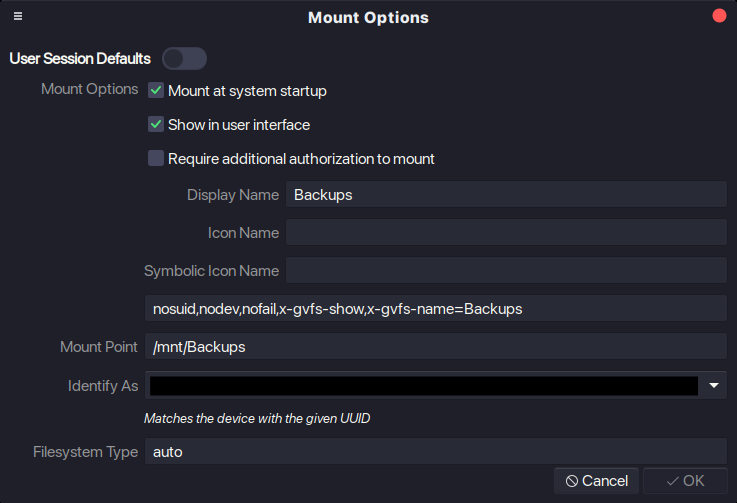 Mount Options
User Session Defaults
Mount Options
Mount at system startup
Show in user interface
Require additional authorization to mount
Display Name Backups
Icon Name
Symbolic Icon Name
nosuid,nodev,nofail,x-gvfs-show,x-gvfs-name=Backups
Mount Point /mnt/Backups
Identify As
Matches the device with the given UUID
Filesystem Type auto
Cancel OK